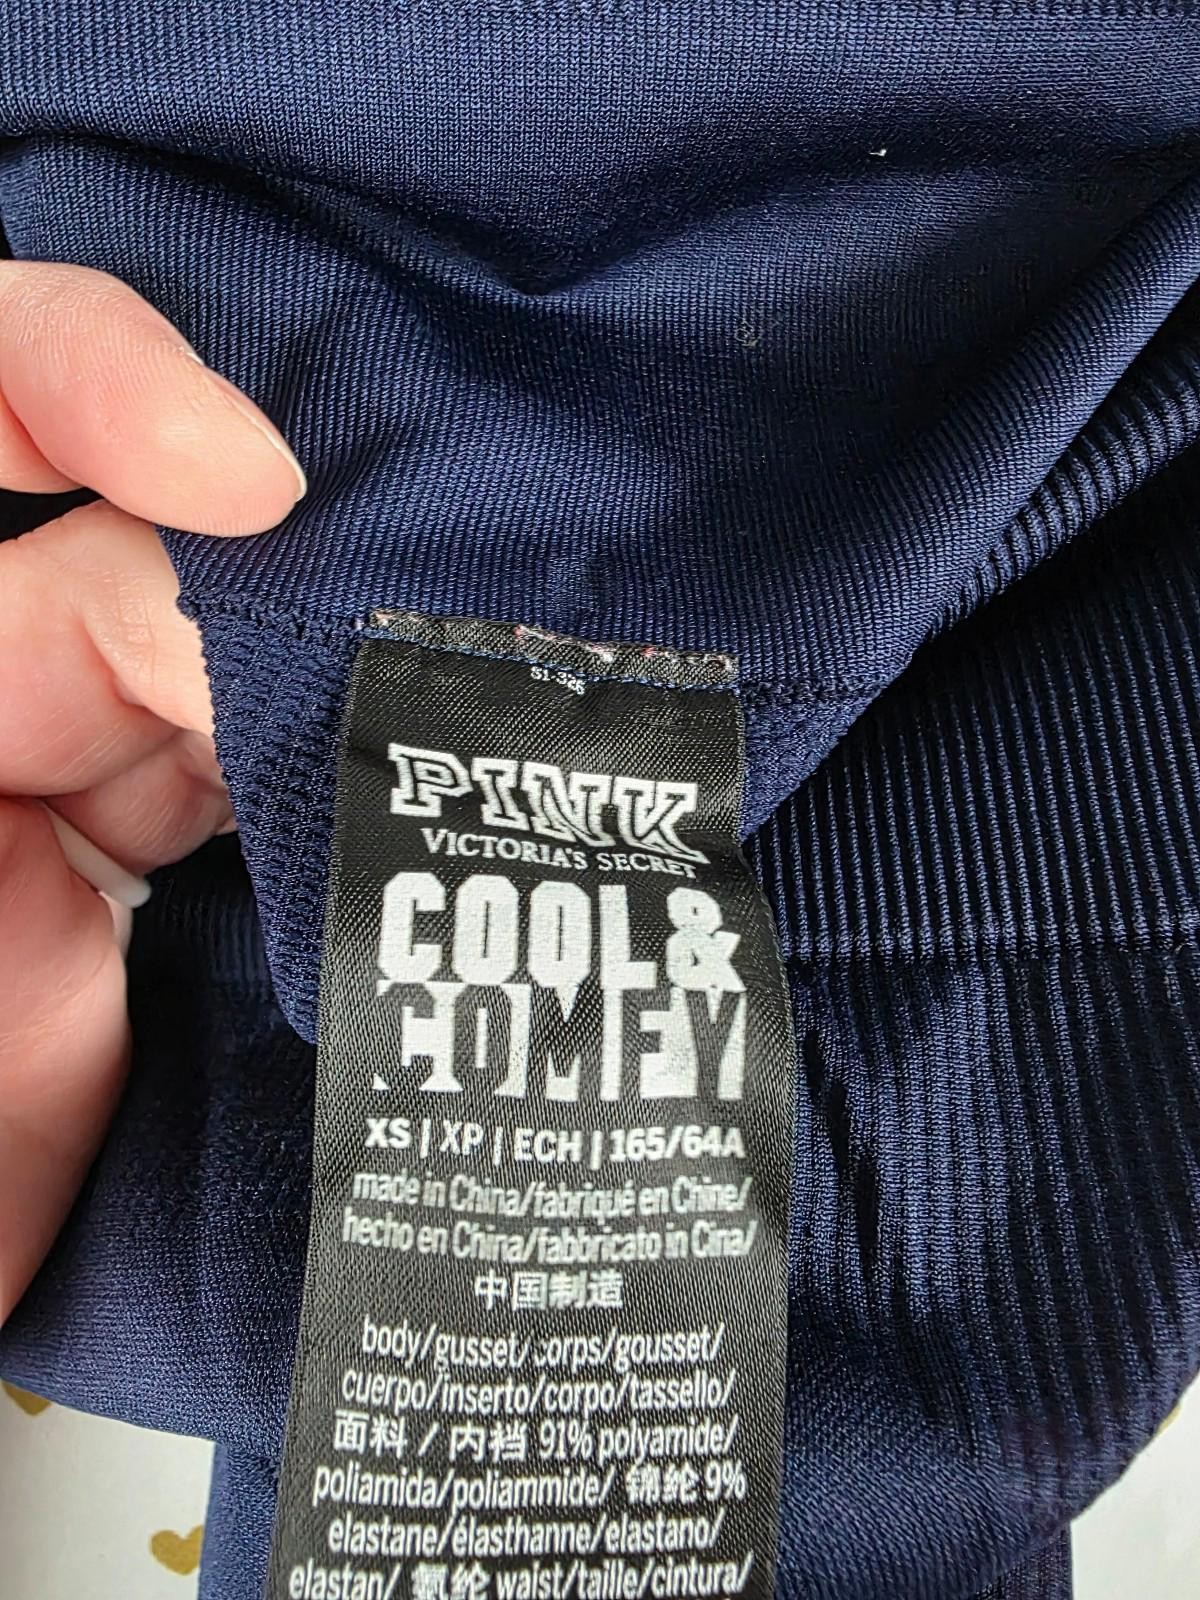 PINK
VICTORIA'S SECRET
COOL&
COMFY
XS | XP | ECH | 165/64A
made in China/fabriqué en Chine/
hecho en China/fabbricato in Cina/
中国制造
body/gusset/corps/gousset/
cuerpo/inserto/corpo/tassello/
面料 / 内裆 91% polyamide/
poliamida/poliammide/ 锦纶 9%
elastane/élasthanne/elastano/
elastan/ 氨纶 waist/taille/cintura/